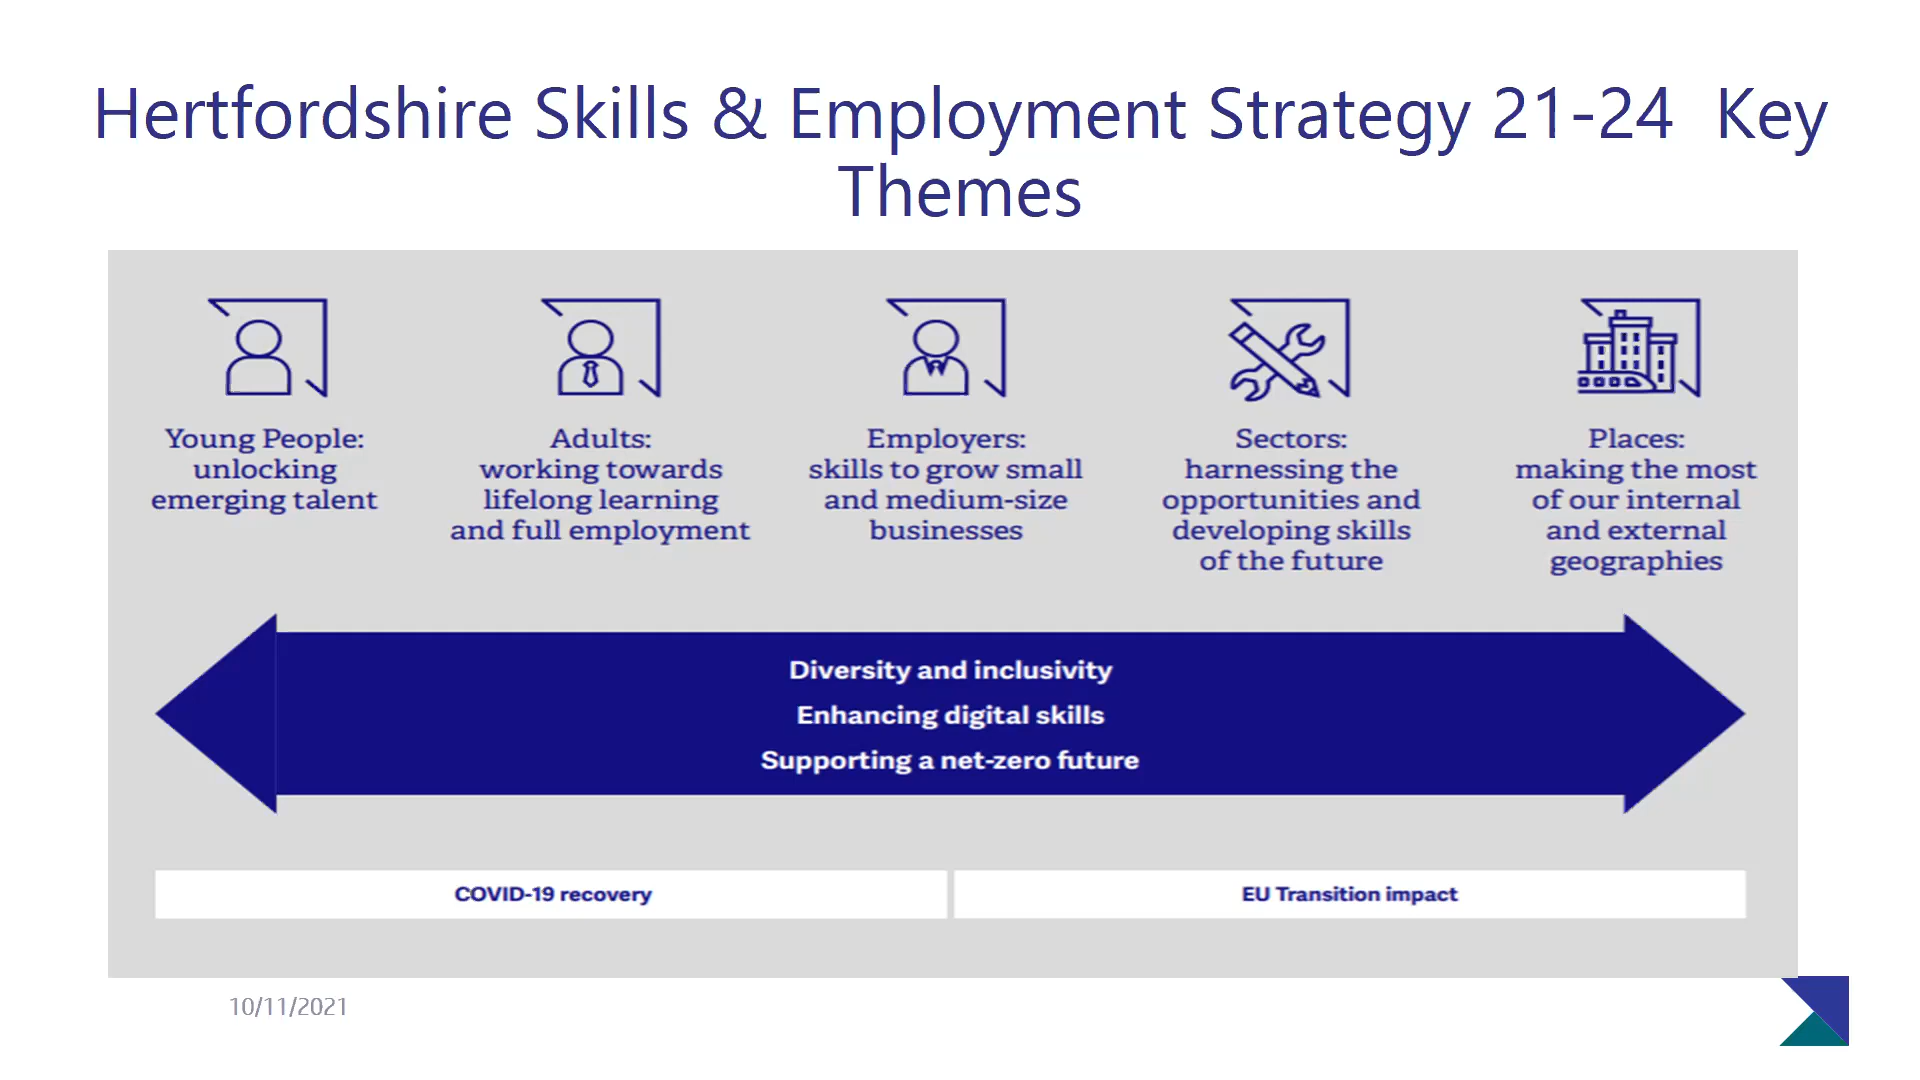 Hertfordshire Skills & Employment Strategy 21-24  Key
Themes
Young People:
unlocking
emerging talent
Adults:
working towards
lifelong learning
and full employment
Employers:
skills to grow small
and medium-size
businesses
Sectors:
harnessing the
opportunities and
developing skills
of the future
Places:
making the most
of our internal
and external
geographies
Diversity and inclusivity
Enhancing digital skills
Supporting a net-zero future
COVID-19 recovery
EU Transition impact
10/11/2021